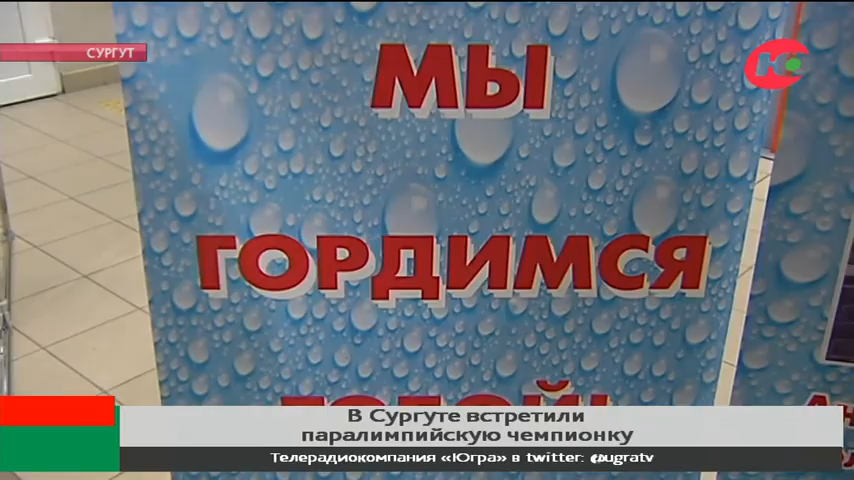 СУРГУТ
Ю
МЫ
ГОРДИМСЯ
В Сургуте встретили
паралимпийскую чемпионку
Телерадиокомпания «Югра» в twitter: @ugratv